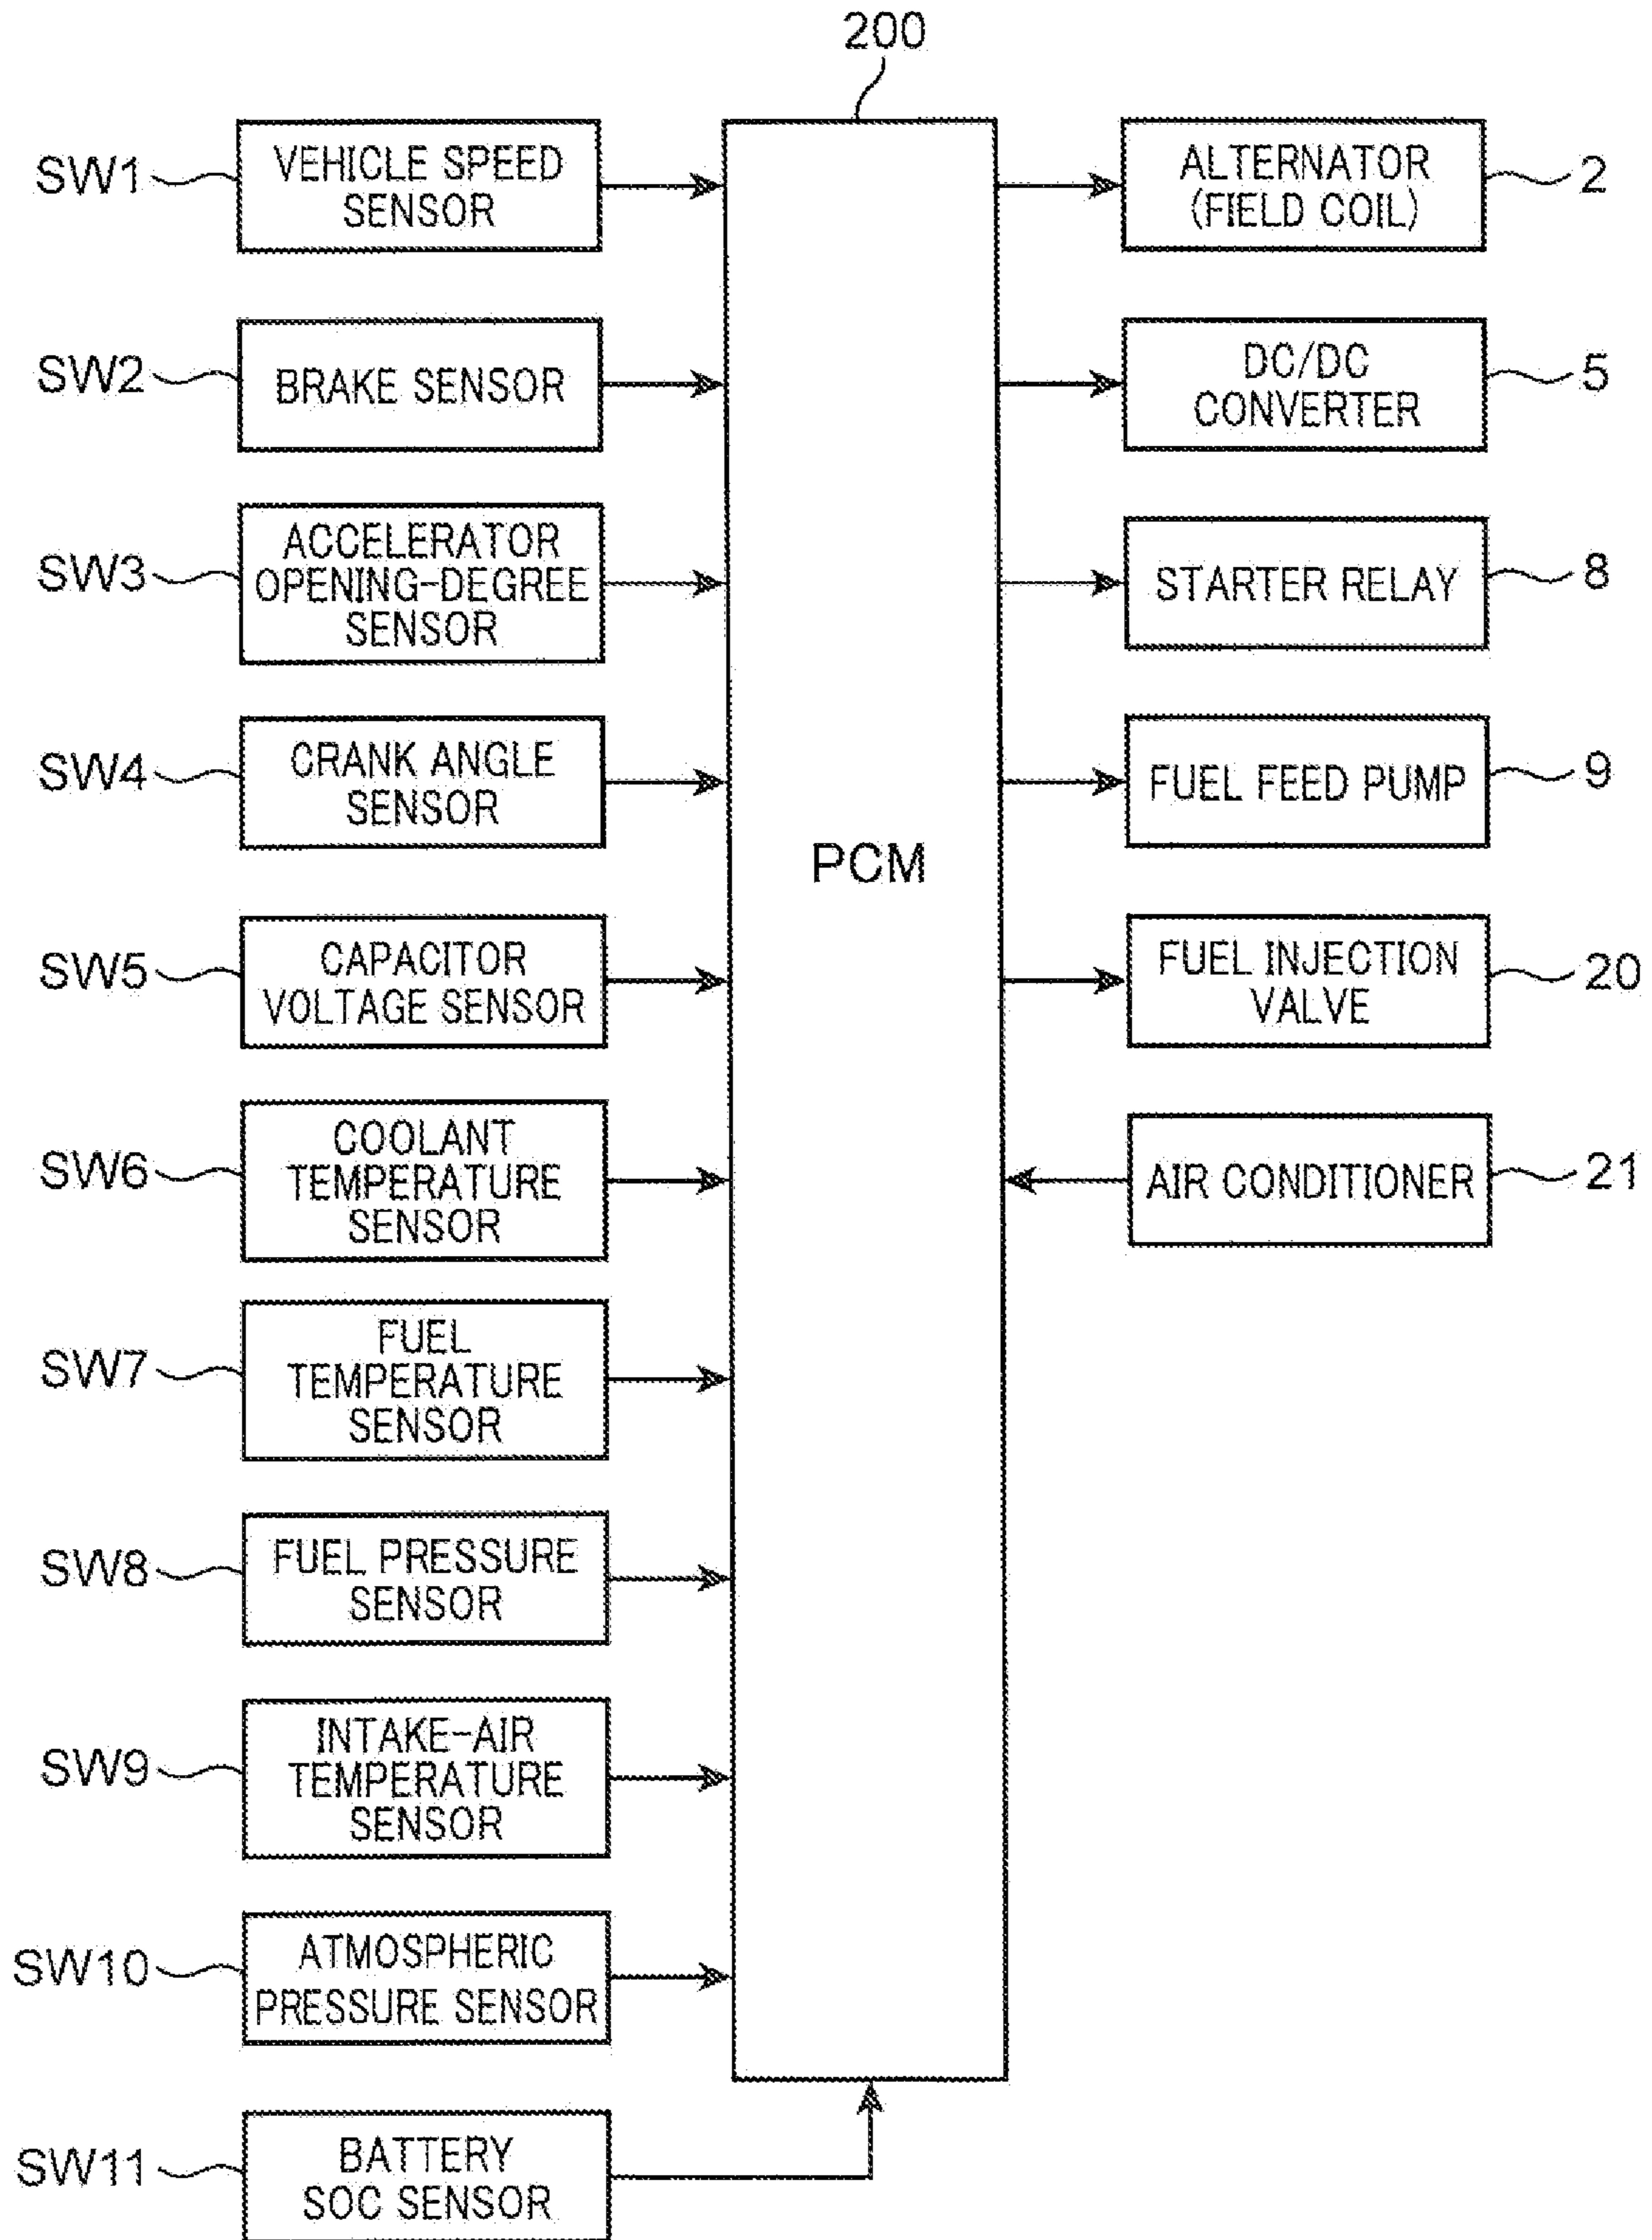 200
SW1
VEHICLE SPEED
SENSOR
SW2
BRAKE SENSOR
SW3
ACCELERATOR
OPENING-DEGREE
SENSOR
SW4
CRANK ANGLE
SENSOR
SW5
CAPACITOR
VOLTAGE SENSOR
SW6
COOLANT
TEMPERATURE
SENSOR
SW7
FUEL
TEMPERATURE
SENSOR
SW8
FUEL PRESSURE
SENSOR
SW9
INTAKE-AIR
TEMPERATURE
SENSOR
SW10
ATMOSPHERIC
PRESSURE SENSOR
SW11
BATTERY
SOC SENSOR
PCM
ALTERNATOR
(FIELD COIL)
2
DC/DC
CONVERTER
5
STARTER RELAY
8
FUEL FEED PUMP
9
FUEL INJECTION
VALVE
20
AIR CONDITIONER
21